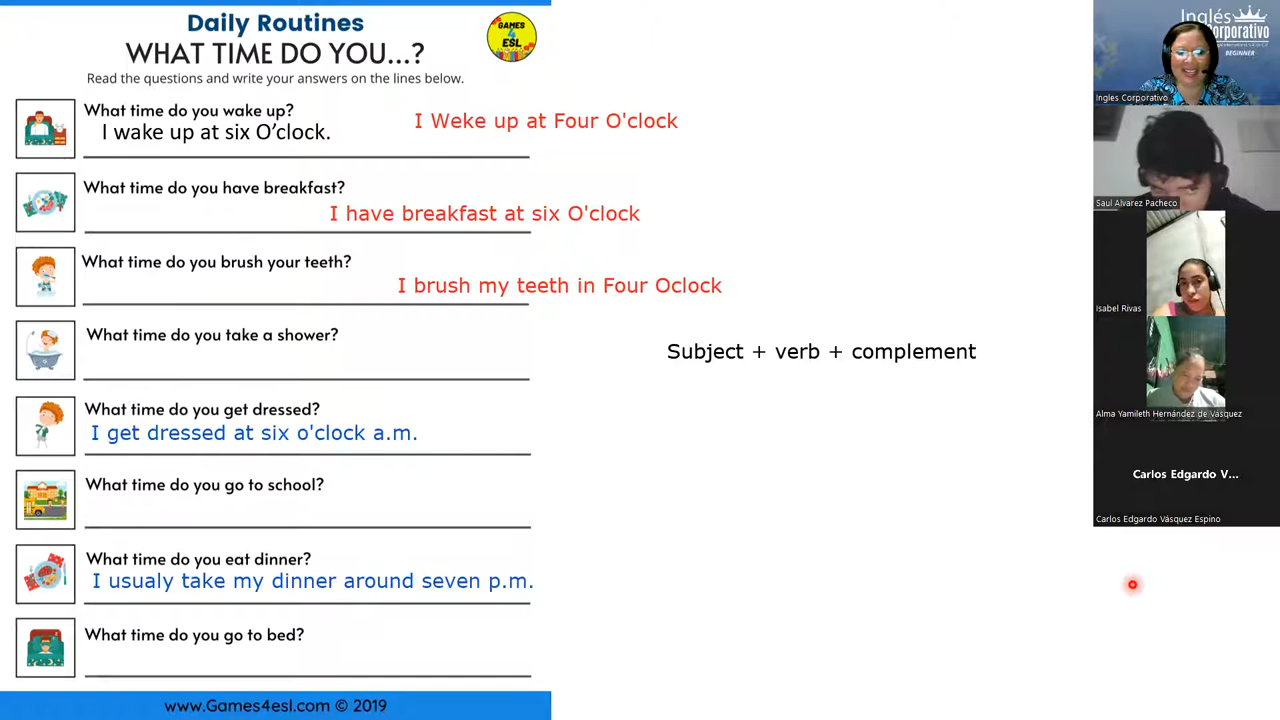 Daily Routines
WHAT TIME DO YOU...?
GAMES
4
ESL
Read the questions and write your answers on the lines below.
What time do you wake up?
I wake up at six O’clock.
I Weke up at Four O'clock
What time do you have breakfast?
I have breakfast at six O'clock
What time do you brush your teeth?
I brush my teeth in Four Oclock
What time do you take a shower?
Subject + verb + complement
What time do you get dressed?
I get dressed at six o'clock a.m.
What time do you go to school?
What time do you eat dinner?
I usualy take my dinner around seven p.m.
What time do you go to bed?
www.Games4esl.com © 2019
Inglés
Corporativo
BEGINNER
Ingles Corporativo
Saul Alvarez Pacheco
Isabel Rivas
Alma Yamileth Hernández de Vásquez
Carlos Edgardo V...
Carlos Edgardo Vásquez Espino